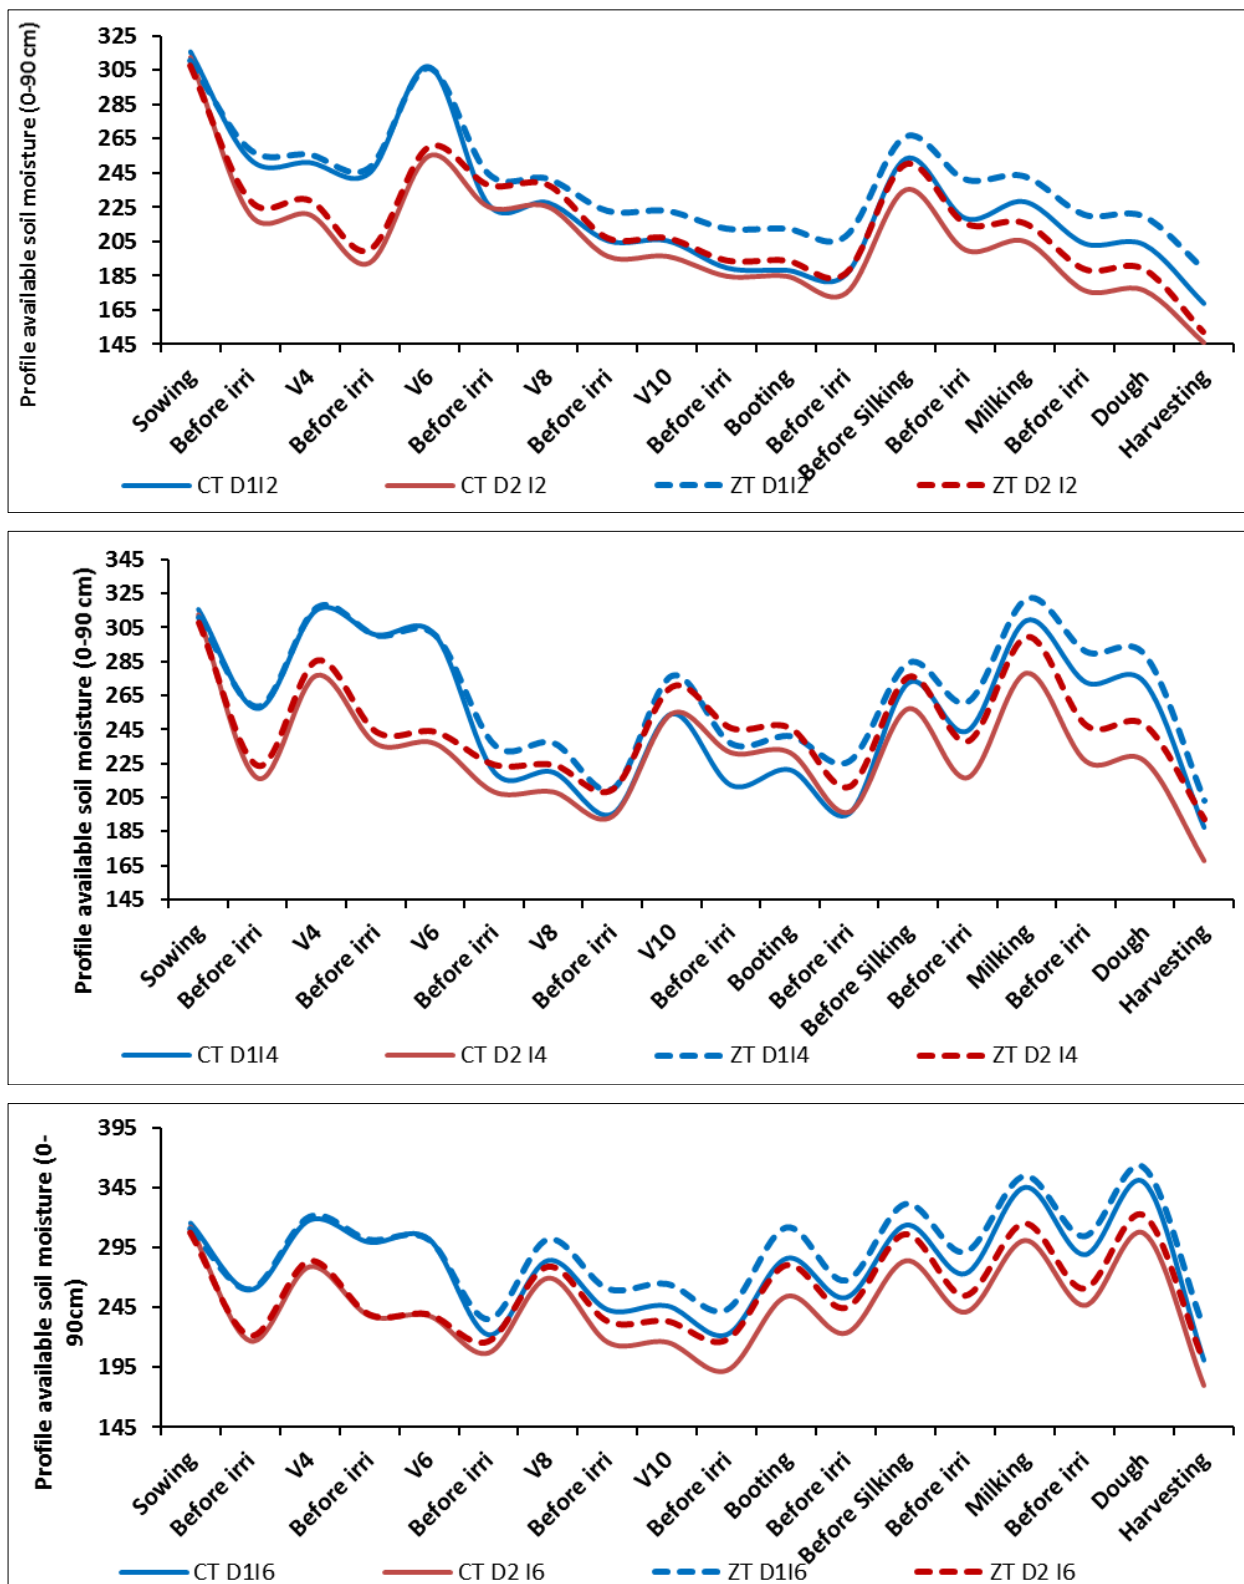 Profile available soil moisture (0-90 cm)
325
305
285
265
245
225
205
185
165
145
Sowing
Before irri
V4
Before irri
V6
Before irri
V8
Before irri
V10
Before irri
Booting
Before irri
Before Silking
Before irri
Milking
Before irri
Dough
Harvesting
CT D1I2 CT D2 I2 ZT D1I2 ZT D2 I2
Profile available soil moisture (0-90 cm)
345
325
305
285
265
245
225
205
185
165
145
Sowing
Before irri
V4
Before irri
V6
Before irri
V8
Before irri
V10
Before irri
Booting
Before irri
Before Silking
Before irri
Milking
Before irri
Dough
Harvesting
CT D1I4 CT D2 I4 ZT D1I4 ZT D2 I4
Profile available soil moisture (0-
90cm)
395
345
295
245
195
145
Sowing
Before irri
V4
Before irri
V6
Before irri
V8
Before irri
V10
Before irri
Booting
Before irri
Before Silking
Before irri
Milking
Before irri
Dough
Harvesting
CT D1I6 CT D2 I6 ZT D1I6 ZT D2 I6